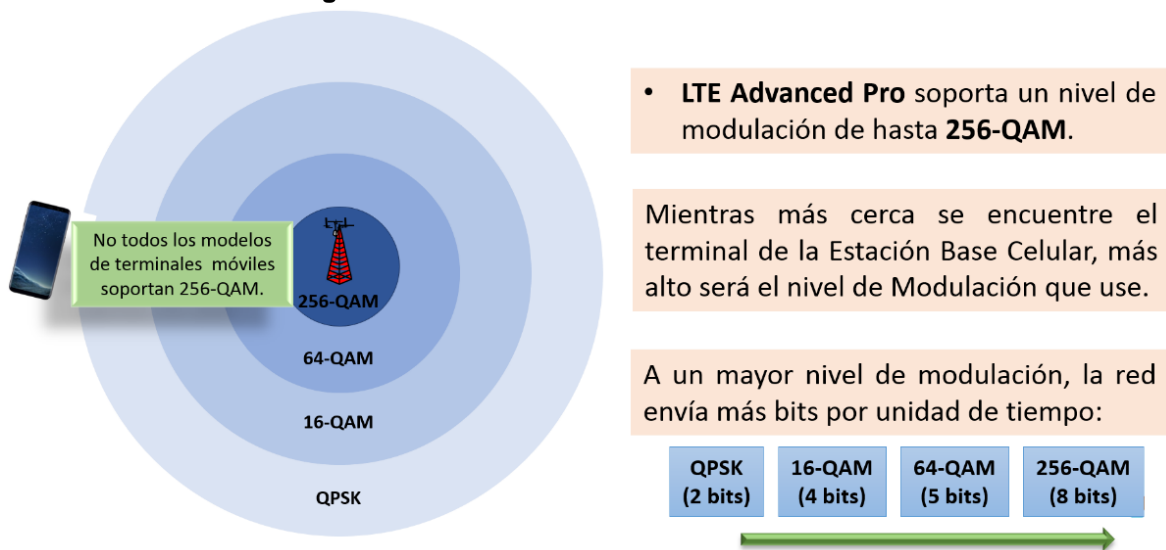 No todos los modelos
de terminales móviles
soportan 256-QAM.
256-QAM
64-QAM
16-QAM
QPSK
• LTE Advanced Pro soporta un nivel de
modulación de hasta 256-QAM.
Mientras más cerca se encuentre el
terminal de la Estación Base Celular, más
alto será el nivel de Modulación que use.
A un mayor nivel de modulación, la red
envía más bits por unidad de tiempo:
QPSK
(2 bits)
16-QAM
(4 bits)
64-QAM
(5 bits)
256-QAM
(8 bits)